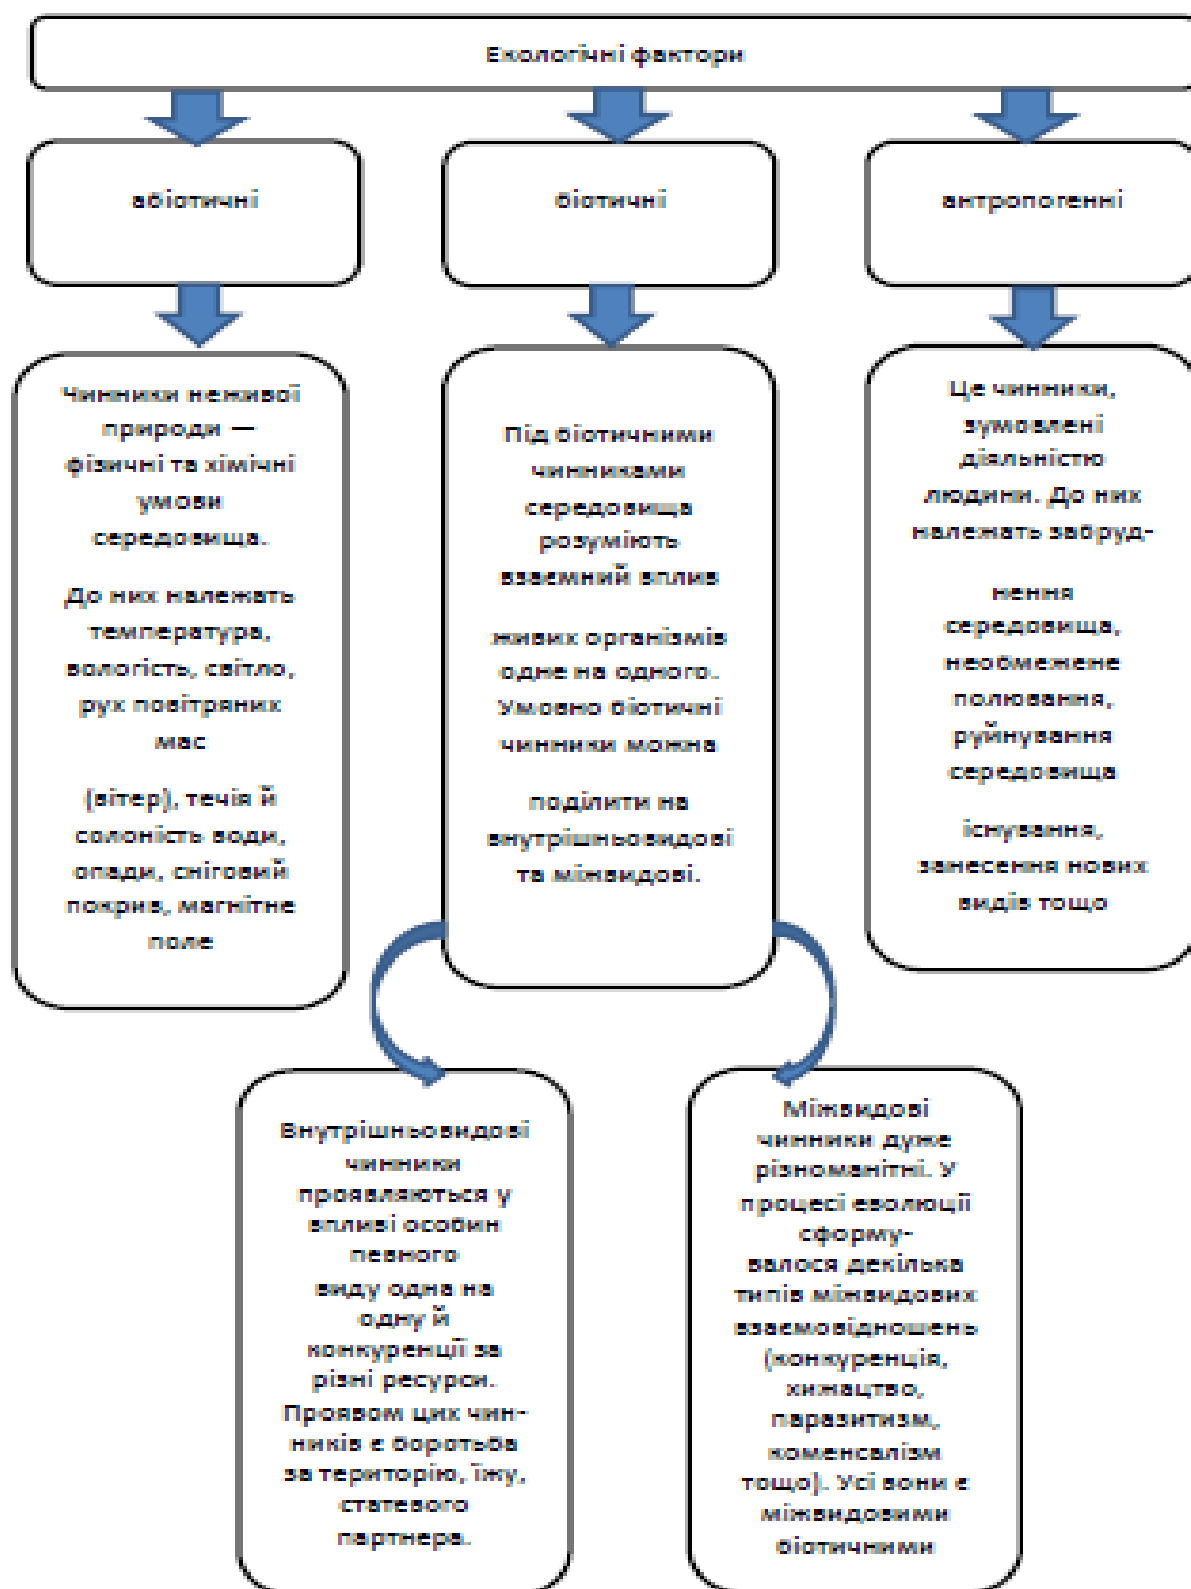 Екологічні фактори
абіотичні
біотичні
антропогенні
Чинники неживої
природи —
фізичні та хімічні
умови
середовища.
До них належать
температура,
вологість, світло,
рух повітряних
мас
(вітер), течія й
солоність води,
опади, сніговий
покрив, магнітне
поле
Під біотичними
чинниками
середовища
розуміють
взаємний вплив
живих організмів
одне на одного.
Умовно біотичні
чинники можна
поділити на
внутрішньовидові
та міжвидові.
Це чинники,
зумовлені
діяльністю
людини. До них
належать забруд-
нення
середовища,
необмежене
полювання,
руйнування
середовища
існування,
занесення нових
видів тощо
Внутрішньовидові
чинники
проявляються у
впливі особин
певного
виду одна на
одну й
конкуренції за
різні ресурси.
Проявом цих чин-
ників є боротьба
за територію, їжу,
статевого
партнера.
Міжвидові
чинники дуже
різноманітні. У
процесі еволюції
сформу-
валося декілька
типів міжвидових
взаємовідношень
(конкуренція,
хижацтво,
паразитизм,
коменсалізм
тощо). Усі вони є
міжвидовими
біотичними